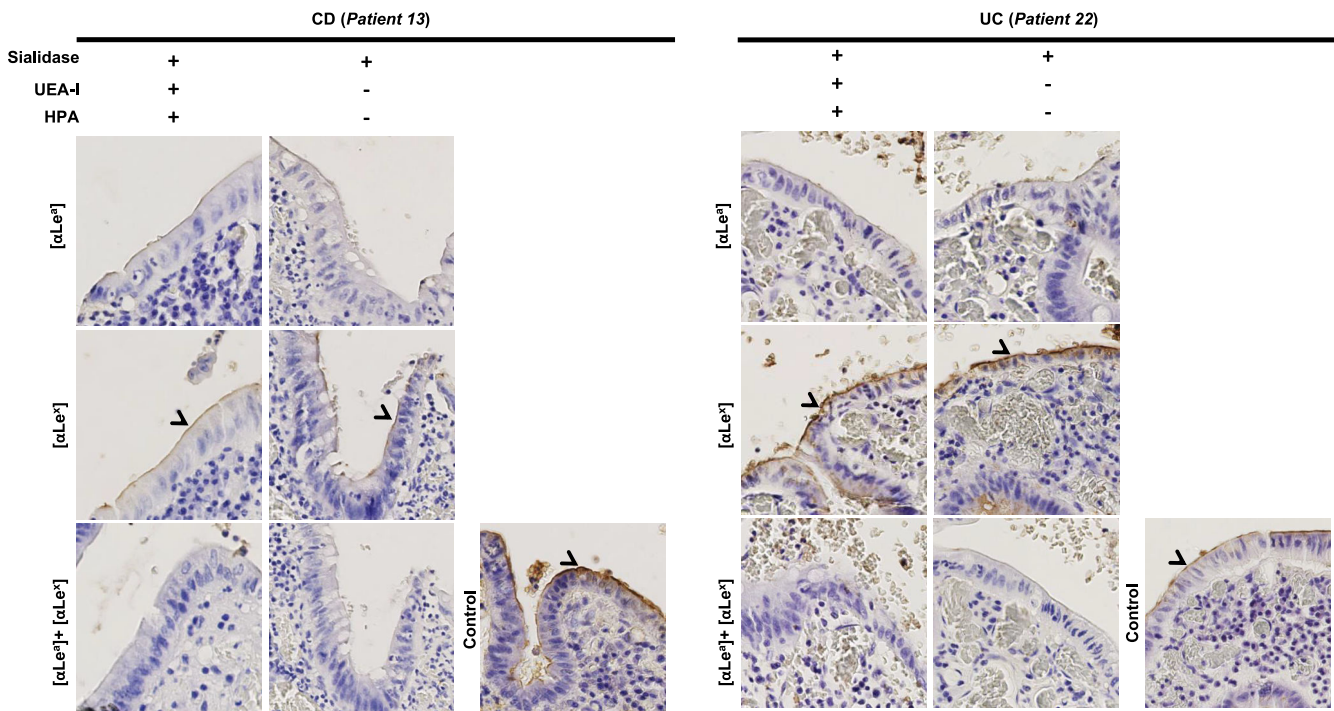 CD (Patient 13) UC (Patient 22)
Sialidase + + + +
UEA-I + - + -
HPA + - + -
[αLeᵃ] [αLeᵃ]
[αLeˣ] [αLeˣ]
[αLeᵃ]+ [αLeˣ] Control [αLeᵃ]+ [αLeˣ] Control